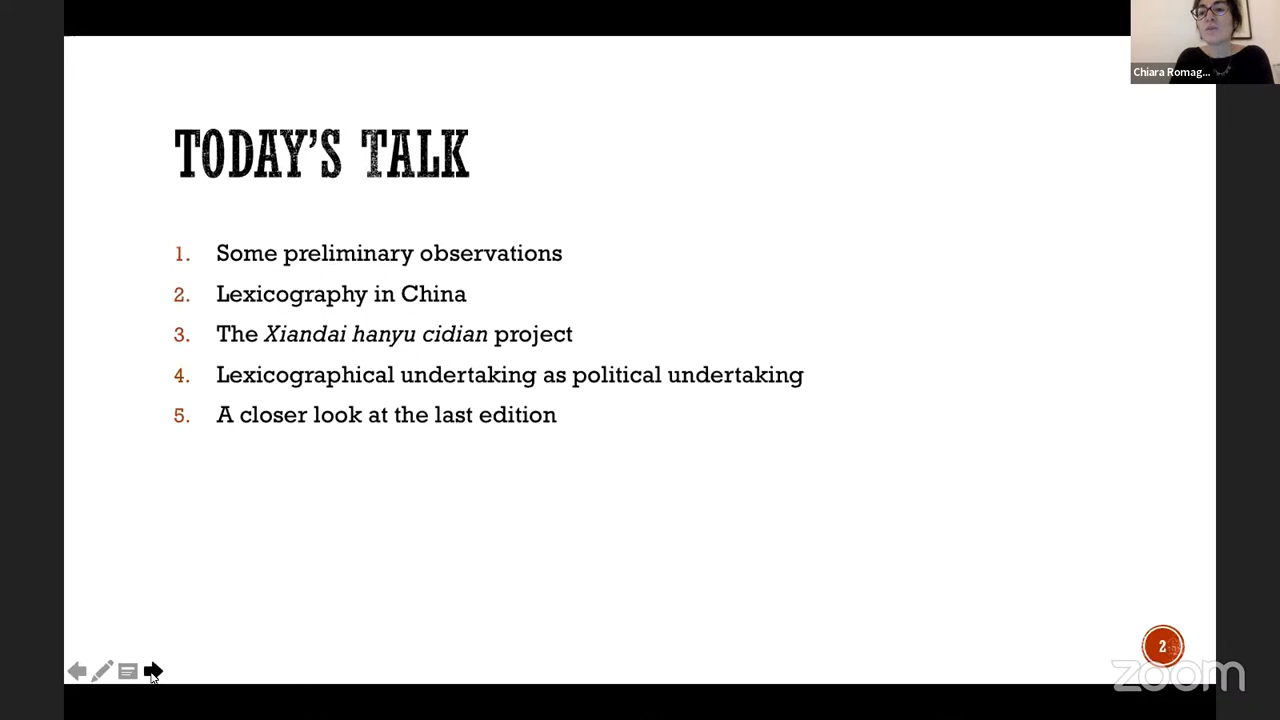 Chiara Romag...
TODAY'S TALK
1. Some preliminary observations
2. Lexicography in China
3. The Xiandai hanyu cidian project
4. Lexicographical undertaking as political undertaking
5. A closer look at the last edition
2
zoom